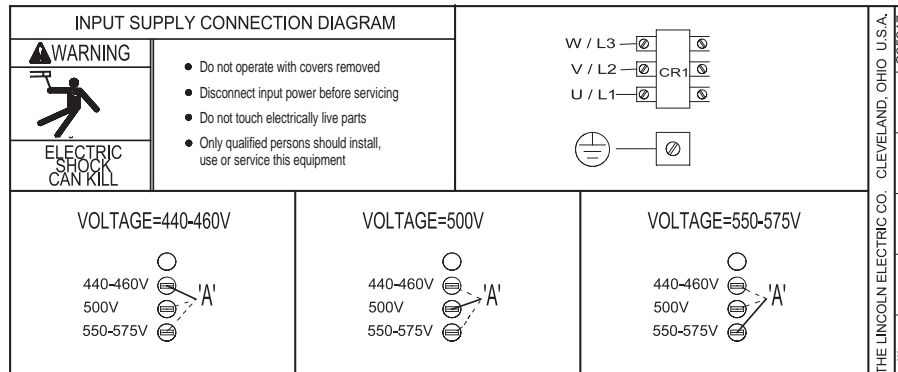 INPUT SUPPLY CONNECTION DIAGRAM
WARNING
ELECTRIC
SHOCK
CAN KILL
● Do not operate with covers removed
● Disconnect input power before servicing
● Do not touch electrically live parts
● Only qualified persons should install,
use or service this equipment
W / L3
V / L2
U / L1
CR1
VOLTAGE=440-460V
440-460V
500V
550-575V
'A'
VOLTAGE=500V
440-460V
500V
550-575V
'A'
VOLTAGE=550-575V
440-460V
500V
550-575V
'A'
THE LINCOLN ELECTRIC CO. CLEVELAND, OHIO U.S.A.